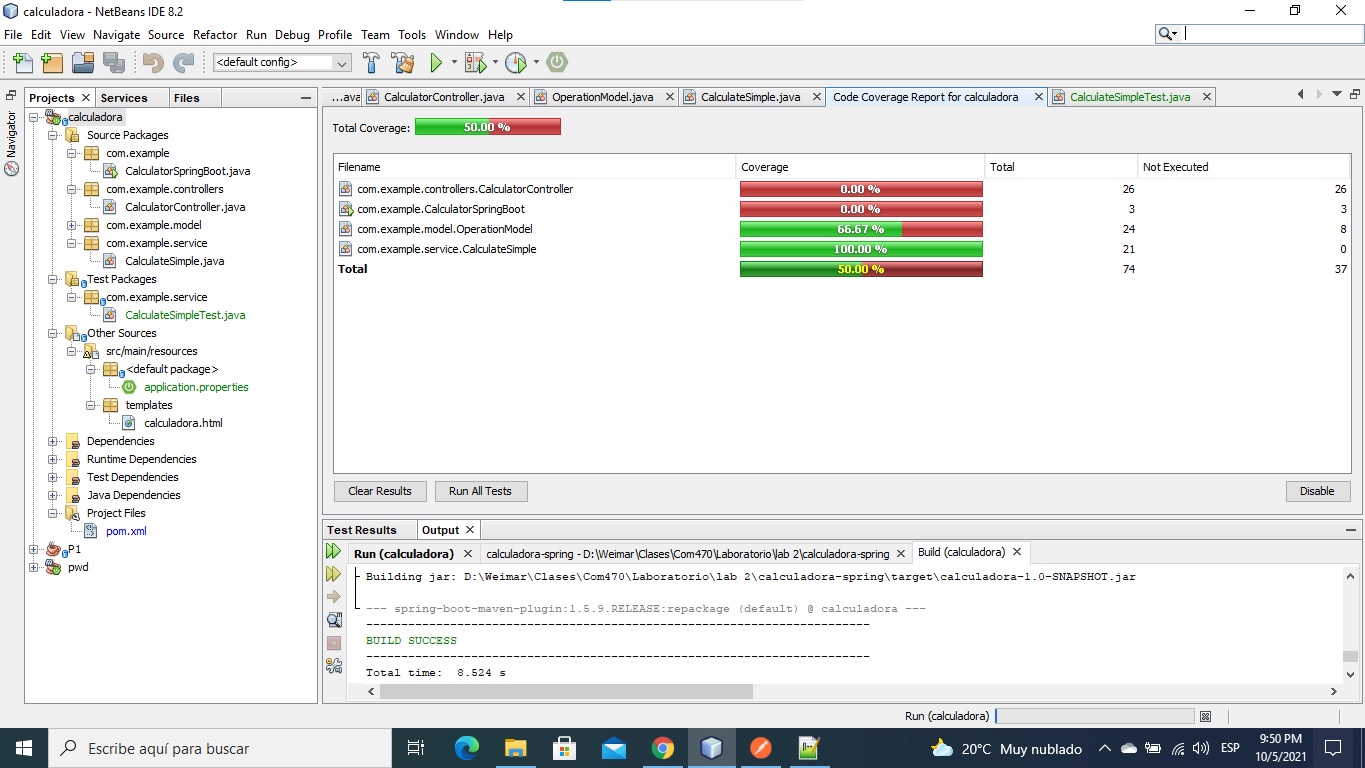 calculadora - NetBeans IDE 8.2
File Edit View Navigate Source Refactor Run Debug Profile Team Tools Window Help
<default config>
Projects Services Files
Navigator
calculadora
Source Packages
com.example
CalculatorSpringBoot.java
com.example.controllers
CalculatorController.java
com.example.model
com.example.service
CalculateSimple.java
Test Packages
com.example.service
CalculateSimpleTest.java
Other Sources
src/main/resources
<default package>
application.properties
templates
calculadora.html
Dependencies
Runtime Dependencies
Test Dependencies
Java Dependencies
Project Files
pom.xml
P1
pwd
...ava CalculatorController.java OperationModel.java CalculateSimple.java Code Coverage Report for calculadora CalculateSimpleTest.java
Total Coverage: 50.00 %
Filename Coverage Total Not Executed
com.example.controllers.CalculatorController 0.00 % 26 26
com.example.CalculatorSpringBoot 0.00 % 3 3
com.example.model.OperationModel 66.67 % 24 8
com.example.service.CalculateSimple 100.00 % 21 0
Total 50.00 % 74 37
Clear Results Run All Tests Disable
Test Results Output
Run (calculadora) calculadora-spring - D:\Weimar\Clases\Com470\Laboratorio\lab 2\calculadora-spring Build (calculadora)
Building jar: D:\Weimar\Clases\Com470\Laboratorio\lab 2\calculadora-spring\target\calculadora-1.0-SNAPSHOT.jar
--- spring-boot-maven-plugin:1.5.9.RELEASE:repackage (default) @ calculadora ---
------------------------------------------------------------------------
BUILD SUCCESS
------------------------------------------------------------------------
Total time: 8.524 s
Run (calculadora)
Escribe aquí para buscar
20°C Muy nublado ESP 9:50 PM
10/5/2021